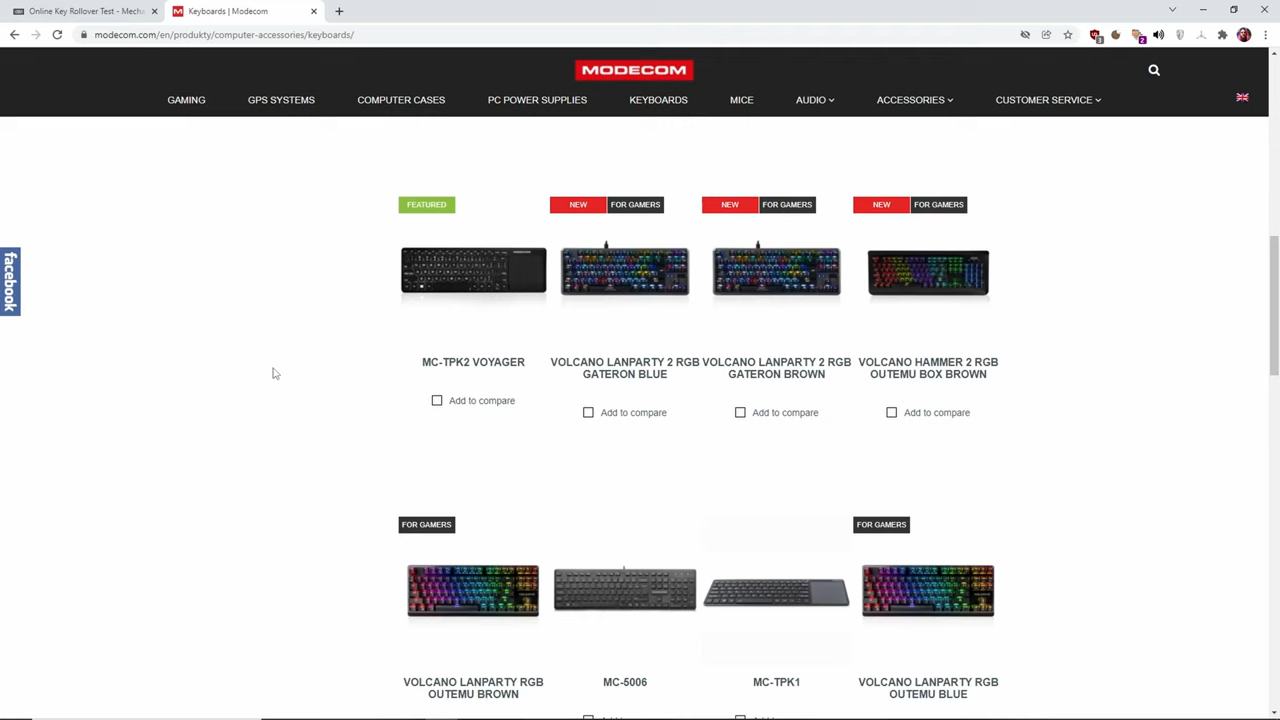 Online Key Rollover Test - Mecha
Keyboards | Modecom
modecom.com/en/produkty/computer-accessories/keyboards/
MODECOM
GAMING
GPS SYSTEMS
COMPUTER CASES
PC POWER SUPPLIES
KEYBOARDS
MICE
AUDIO
ACCESSORIES
CUSTOMER SERVICE
facebook
FEATURED
NEW FOR GAMERS
NEW FOR GAMERS
NEW FOR GAMERS
MC-TPK2 VOYAGER
VOLCANO LANPARTY 2 RGB
GATERON BLUE
VOLCANO LANPARTY 2 RGB
GATERON BROWN
VOLCANO HAMMER 2 RGB
OUTEMU BOX BROWN
Add to compare
Add to compare
Add to compare
Add to compare
FOR GAMERS
FOR GAMERS
VOLCANO LANPARTY RGB
OUTEMU BROWN
MC-5006
MC-TPK1
VOLCANO LANPARTY RGB
OUTEMU BLUE